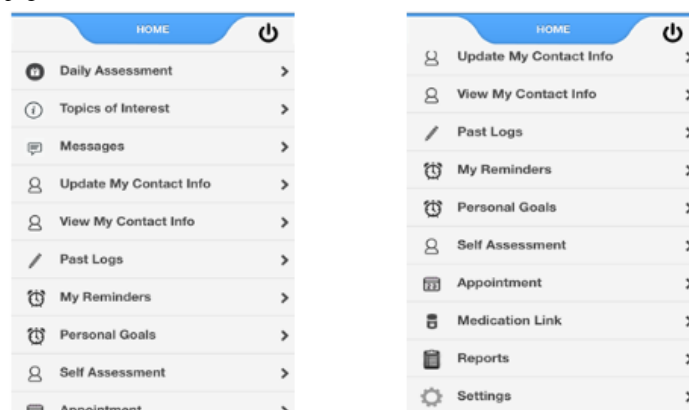 HOME
Daily Assessment
Topics of Interest
Messages
Update My Contact Info
View My Contact Info
Past Logs
My Reminders
Personal Goals
Self Assessment
Appointment
HOME
Update My Contact Info
View My Contact Info
Past Logs
My Reminders
Personal Goals
Self Assessment
Appointment
Medication Link
Reports
Settings